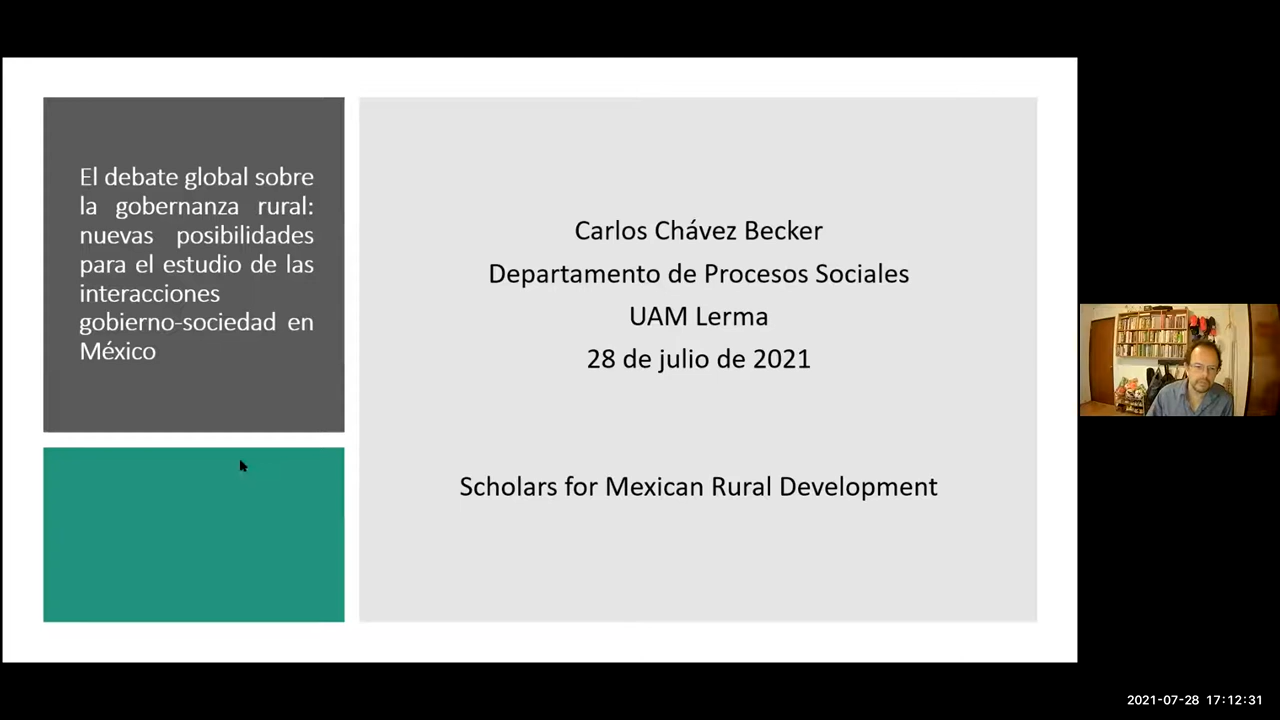 El debate global sobre
la gobernanza rural:
nuevas posibilidades
para el estudio de las
interacciones
gobierno-sociedad en
México
Carlos Chávez Becker
Departamento de Procesos Sociales
UAM Lerma
28 de julio de 2021
Scholars for Mexican Rural Development
2021-07-28 17:12:31